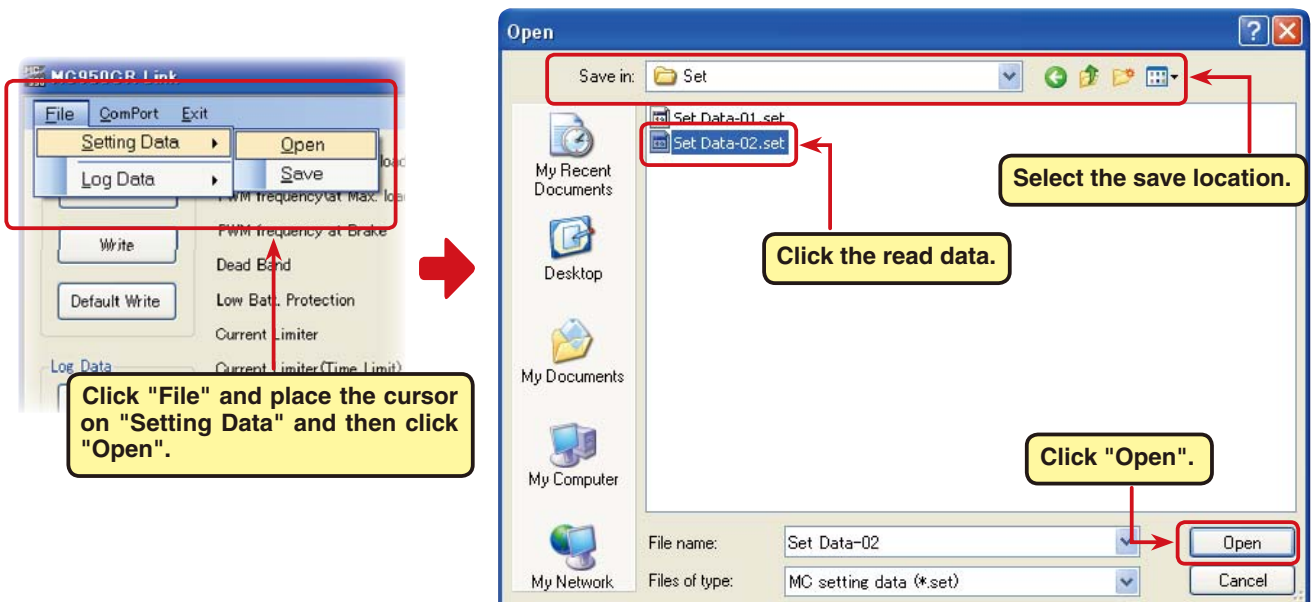 MC950CR Link
File ComPort Exit
Setting Data
Open
Log Data
Save
PWM frequency at Max. loa
PWM frequency at Brake
Write
Dead Band
Default Write
Low Batt. Protection
Current Limiter
Log Data
Current Limiter(Time Limit)
Click "File" and place the cursor
on "Setting Data" and then click
"Open".
Open
Save in:
Set
Set Data-01.set
Set Data-02.set
My Recent
Documents
Desktop
My Documents
My Computer
My Network
Select the save location.
Click the read data.
Click "Open".
File name:
Set Data-02
Open
Files of type:
MC setting data (*.set)
Cancel